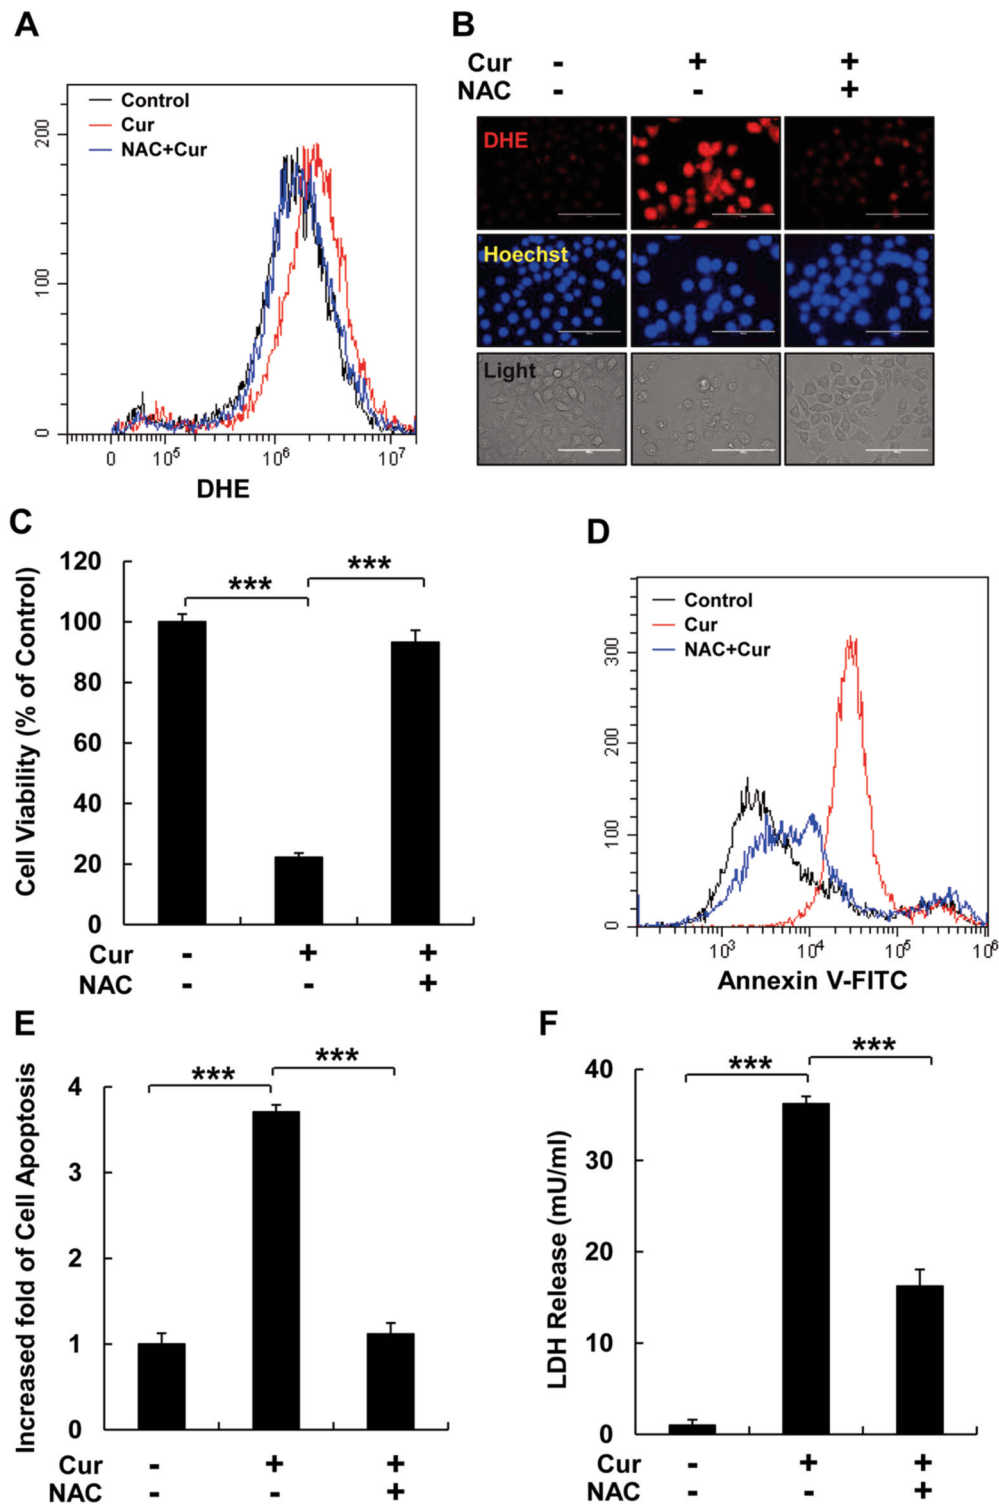 A
Control
Cur
NAC+Cur
200
100
0
0 10^5 10^6 10^7
DHE
B
Cur - + +
NAC - - +
DHE
Hoechst
Light
C
Cell Viability (% of Control)
120
100
80
60
40
20
0
*** ***
Cur - + +
NAC - - +
D
Control
Cur
NAC+Cur
300
200
100
0
10^3 10^4 10^5 10^6
Annexin V-FITC
E
Increased fold of Cell Apoptosis
4
3
2
1
0
*** ***
Cur - + +
NAC - - +
F
LDH Release (mU/ml)
40
30
20
10
0
*** ***
Cur - + +
NAC - - +